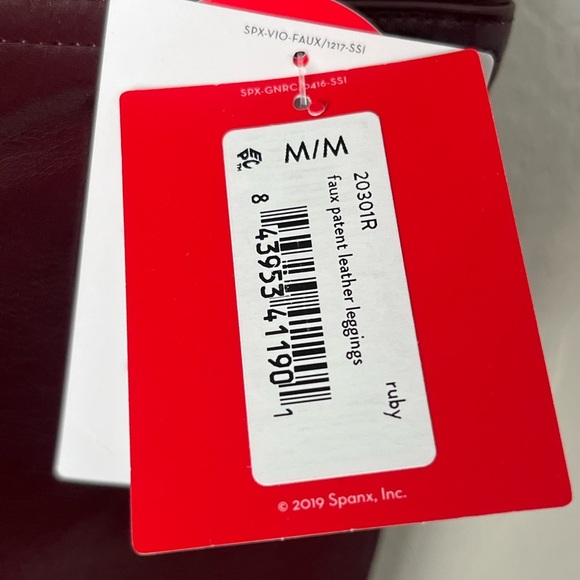 SPX-VIO-FAUX/1217-SSI
SPX-GNRC/0416-SSI
M/M
20301R
faux patent leather leggings
ruby
8 43953 41190 1
© 2019 Spanx, Inc.